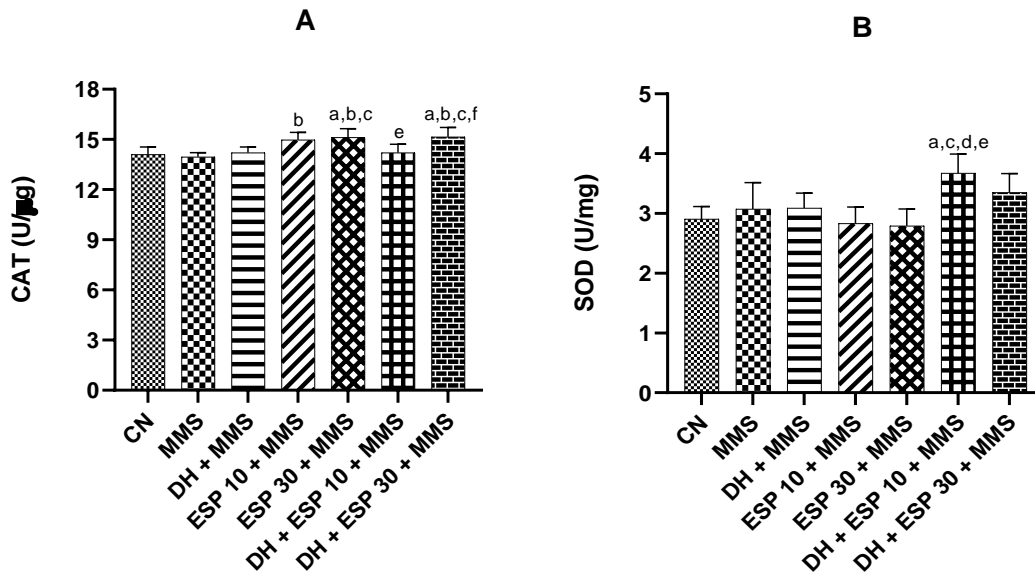 A
CAT (U/µg)
18
15
12
9
6
3
0
b
a,b,c
e
a,b,c,f
CN
MMS
DH + MMS
ESP 10 + MMS
ESP 30 + MMS
DH + ESP 10 + MMS
DH + ESP 30 + MMS
B
SOD (U/mg)
5
4
3
2
1
0
a,c,d,e
CN
MMS
DH + MMS
ESP 10 + MMS
ESP 30 + MMS
DH + ESP 10 + MMS
DH + ESP 30 + MMS